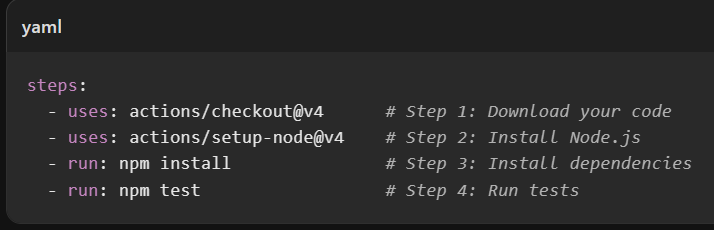 yaml
steps:
  - uses: actions/checkout@v4      # Step 1: Download your code
  - uses: actions/setup-node@v4    # Step 2: Install Node.js
  - run: npm install               # Step 3: Install dependencies
  - run: npm test                  # Step 4: Run tests